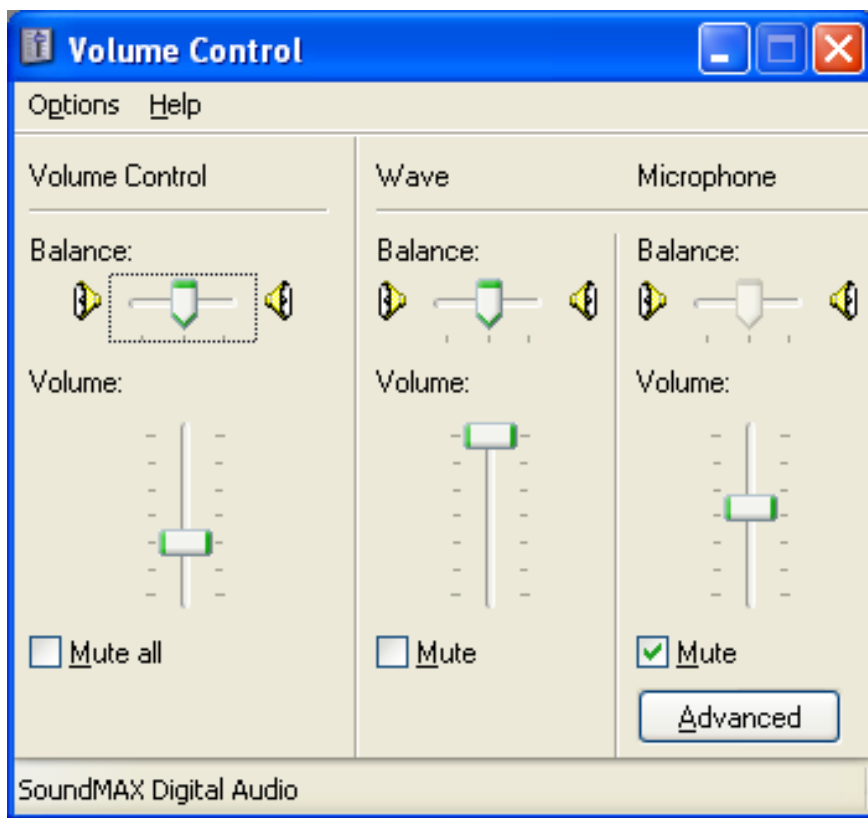 Volume Control
Options Help
Volume Control Wave Microphone
Balance: Balance: Balance:
Volume: Volume: Volume:
Mute all Mute Mute
Advanced
SoundMAX Digital Audio